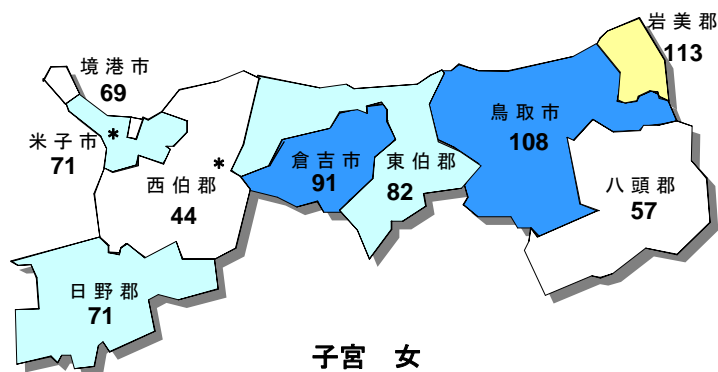 岩美郡
113
境港市
69
鳥取市
108
米子市
71
*
倉吉市
91
東伯郡
82
*
西伯郡
44
八頭郡
57
日野郡
71
子宮 女